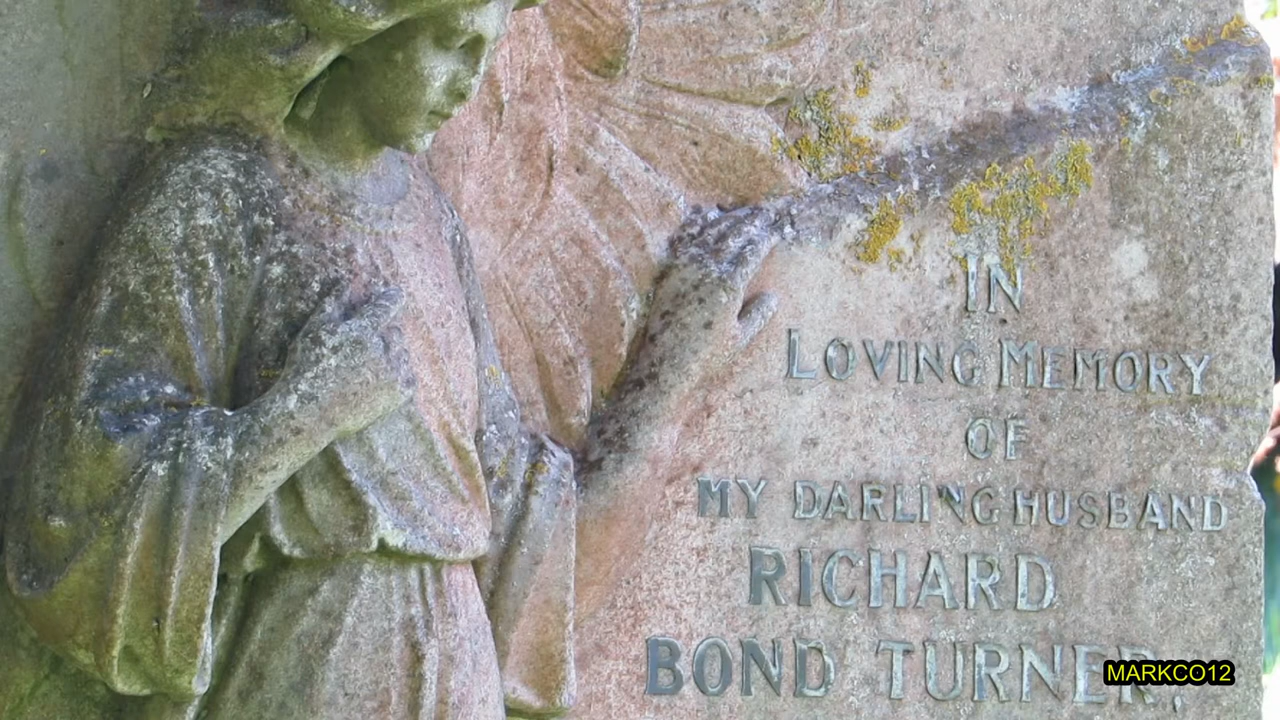 IN
LOVING MEMORY
OF
MY DARLING HUSBAND
RICHARD
BOND TURNER,
MARKCO12